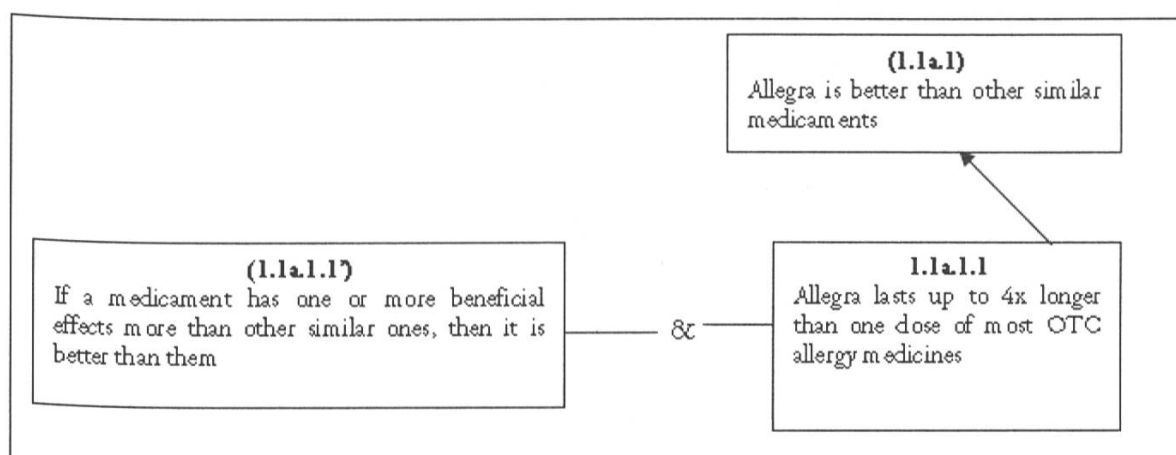 (1.1a.1)
Allegra is better than other similar
medicaments
(1.1a.1.1')
If a medicament has one or more beneficial
effects more than other similar ones, then it is
better than them
&
1.1a.1.1
Allegra lasts up to 4x longer
than one dose of most OTC
allergy medicines